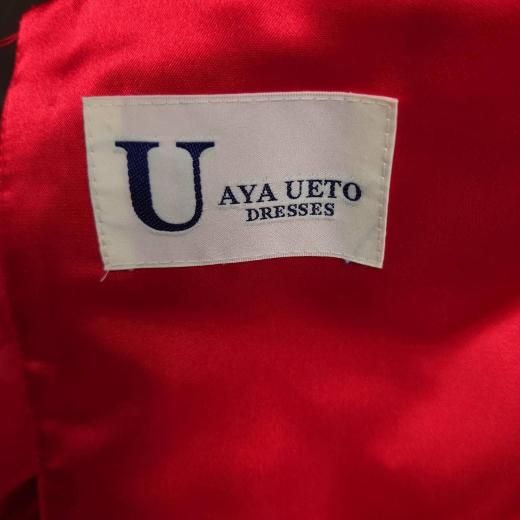 U
AYA UETO
DRESSES